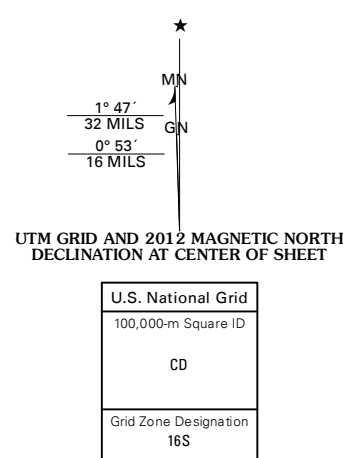 ★
MN
1° 47´
32 MILS
GN
0° 53´
16 MILS
UTM GRID AND 2012 MAGNETIC NORTH
DECLINATION AT CENTER OF SHEET
U.S. National Grid
100,000-m Square ID
CD
Grid Zone Designation
16S